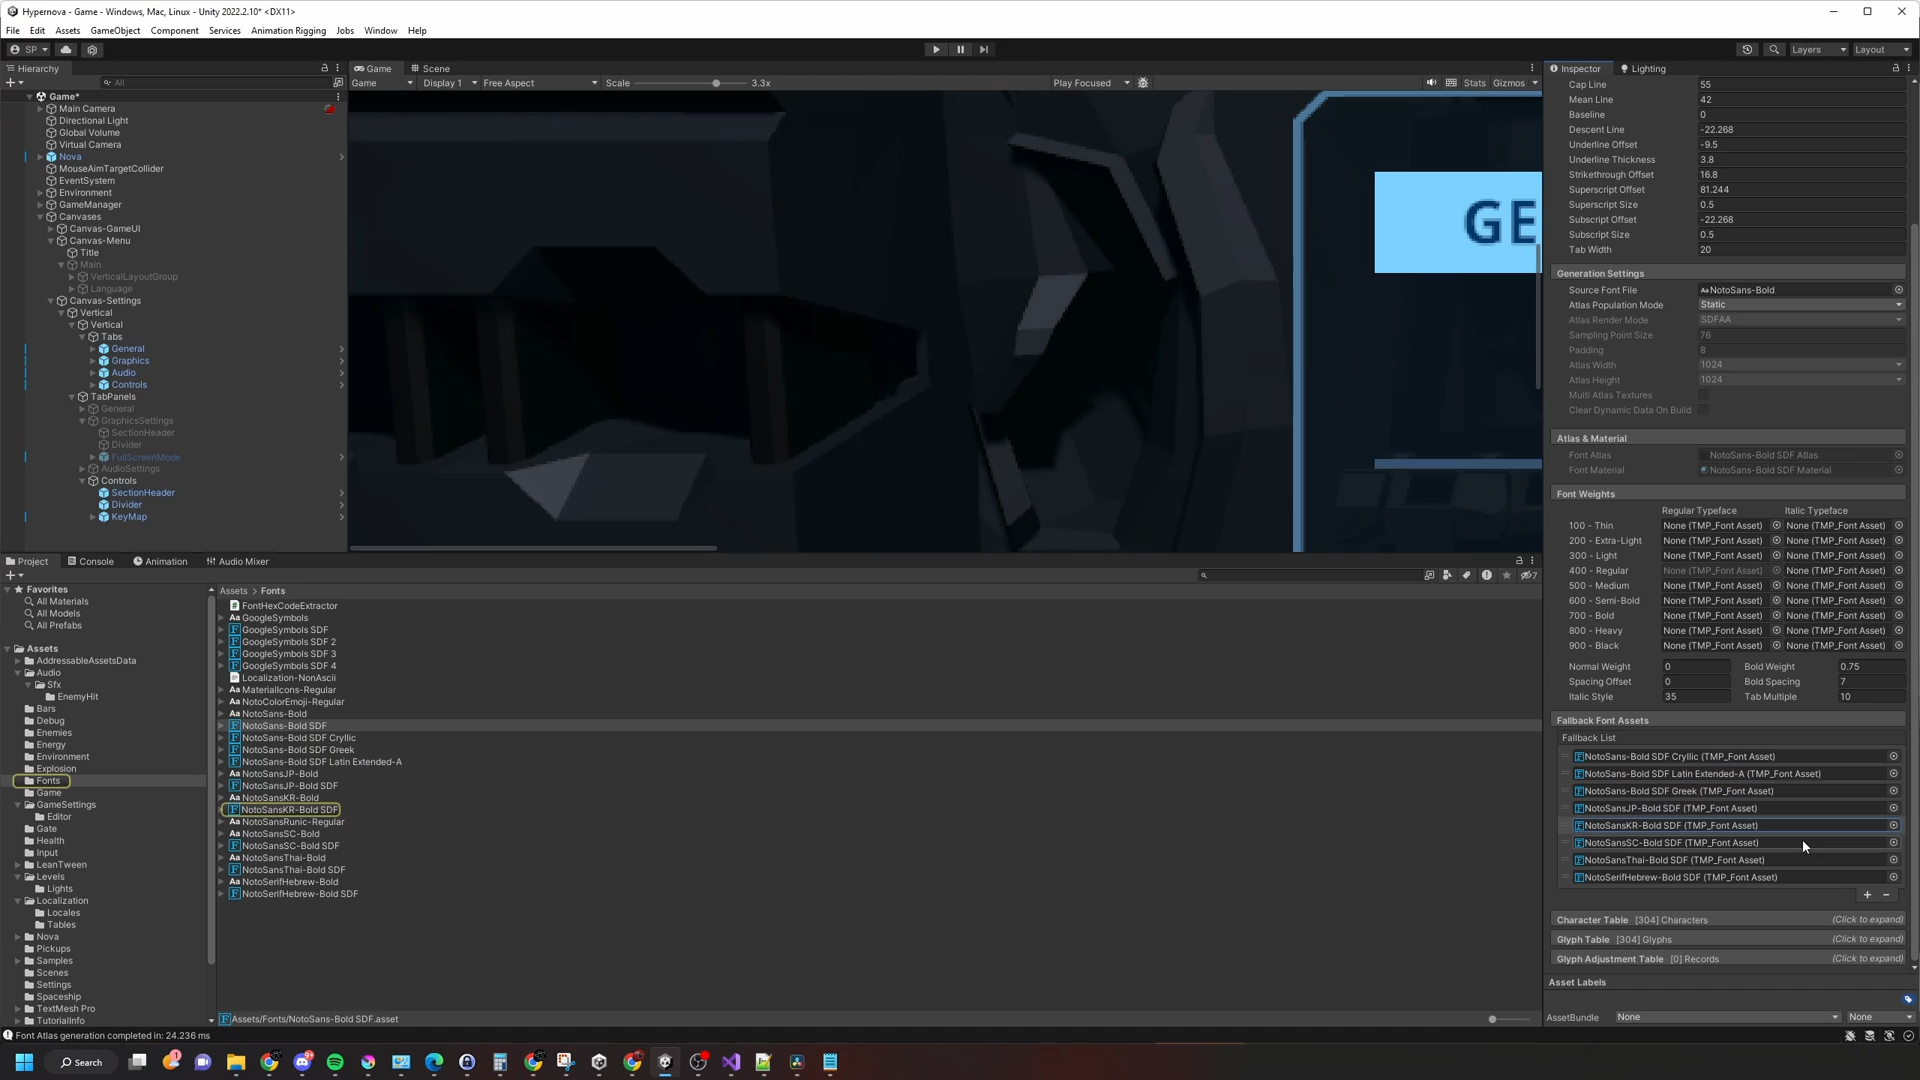 Hypernova - Game - Windows, Mac, Linux - Unity 2022.2.10* <DX11>
File Edit Assets GameObject Component Services Animation Rigging Jobs Window Help
SP
Layers Layout
Hierarchy
All
Game*
Main Camera
Directional Light
Global Volume
Virtual Camera
Nova
MouseAimTargetCollider
EventSystem
Environment
GameManager
Canvases
Canvas-GameUI
Canvas-Menu
Title
Main
VerticalLayoutGroup
Language
Canvas-Settings
Vertical
Vertical
Tabs
General
Graphics
Audio
Controls
TabPanels
General
GraphicsSettings
SectionHeader
Divider
FullScreenMode
AudioSettings
Controls
SectionHeader
Divider
KeyMap
Game Scene
Game Display 1 Free Aspect Scale 3.3x Play Focused Stats Gizmos
GE
Inspector Lighting
Cap Line 55
Mean Line 42
Baseline 0
Descent Line -22.268
Underline Offset -9.5
Underline Thickness 3.8
Strikethrough Offset 16.8
Superscript Offset 81.244
Superscript Size 0.5
Subscript Offset -22.268
Subscript Size 0.5
Tab Width 20
Generation Settings
Source Font File Aa NotoSans-Bold
Atlas Population Mode Static
Atlas Render Mode SDFAA
Sampling Point Size 76
Padding 8
Atlas Width 1024
Atlas Height 1024
Multi Atlas Textures
Clear Dynamic Data On Build
Atlas & Material
Font Atlas NotoSans-Bold SDF Atlas
Font Material NotoSans-Bold SDF Material
Font Weights
Regular Typeface Italic Typeface
100 - Thin None (TMP_Font Asset) None (TMP_Font Asset)
200 - Extra-Light None (TMP_Font Asset) None (TMP_Font Asset)
300 - Light None (TMP_Font Asset) None (TMP_Font Asset)
400 - Regular None (TMP_Font Asset) None (TMP_Font Asset)
500 - Medium None (TMP_Font Asset) None (TMP_Font Asset)
600 - Semi-Bold None (TMP_Font Asset) None (TMP_Font Asset)
700 - Bold None (TMP_Font Asset) None (TMP_Font Asset)
800 - Heavy None (TMP_Font Asset) None (TMP_Font Asset)
900 - Black None (TMP_Font Asset) None (TMP_Font Asset)
Normal Weight 0 Bold Weight 0.75
Spacing Offset 0 Bold Spacing 7
Italic Style 35 Tab Multiple 10
Fallback Font Assets
Fallback List
NotoSans-Bold SDF Cryllic (TMP_Font Asset)
NotoSans-Bold SDF Latin Extended-A (TMP_Font Asset)
NotoSans-Bold SDF Greek (TMP_Font Asset)
NotoSansJP-Bold SDF (TMP_Font Asset)
NotoSansKR-Bold SDF (TMP_Font Asset)
NotoSansSC-Bold SDF (TMP_Font Asset)
NotoSansThai-Bold SDF (TMP_Font Asset)
NotoSerifHebrew-Bold SDF (TMP_Font Asset)
+ −
Character Table [304] Characters (Click to expand)
Glyph Table [304] Glyphs (Click to expand)
Glyph Adjustment Table [0] Records (Click to expand)
Asset Labels
AssetBundle None None
Project Console Animation Audio Mixer
7
Favorites
All Materials
All Models
All Prefabs
Assets
AddressableAssetsData
Audio
Sfx
EnemyHit
Bars
Debug
Enemies
Energy
Environment
Explosion
Fonts
Game
GameSettings
Editor
Gate
Health
Input
LeanTween
Levels
Lights
Localization
Locales
Tables
Nova
Pickups
Samples
Scenes
Settings
Spaceship
TextMesh Pro
TutorialInfo
Assets > Fonts
FontHexCodeExtractor
Aa GoogleSymbols
GoogleSymbols SDF
GoogleSymbols SDF 2
GoogleSymbols SDF 3
GoogleSymbols SDF 4
Localization-NonAscii
Aa MaterialIcons-Regular
Aa NotoColorEmoji-Regular
Aa NotoSans-Bold
NotoSans-Bold SDF
NotoSans-Bold SDF Cryllic
NotoSans-Bold SDF Greek
NotoSans-Bold SDF Latin Extended-A
Aa NotoSansJP-Bold
NotoSansJP-Bold SDF
Aa NotoSansKR-Bold
NotoSansKR-Bold SDF
Aa NotoSansRunic-Regular
Aa NotoSansSC-Bold
NotoSansSC-Bold SDF
Aa NotoSansThai-Bold
NotoSansThai-Bold SDF
Aa NotoSerifHebrew-Bold
NotoSerifHebrew-Bold SDF
Assets/Fonts/NotoSans-Bold SDF.asset
Font Atlas generation completed in: 24.236 ms
Search